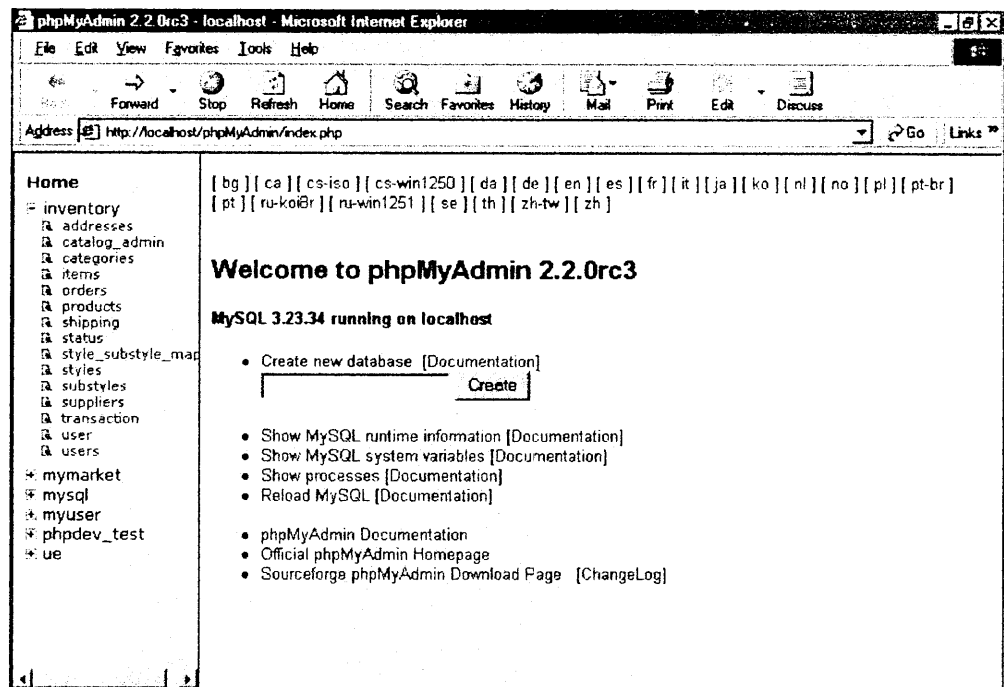 phpMyAdmin 2.2.0rc3 - localhost - Microsoft Internet Explorer
File Edit View Favorites Tools Help
Back Forward Stop Refresh Home Search Favorites History Mail Print Edit Discuss
Address http://localhost/phpMyAdmin/index.php Go Links »
Home
inventory
addresses
catalog_admin
categories
items
orders
products
shipping
status
style_substyle_map
styles
substyles
suppliers
transaction
user
users
mymarket
mysql
myuser
phpdev_test
ue
[ bg ] [ ca ] [ cs-iso ] [ cs-win1250 ] [ da ] [ de ] [ en ] [ es ] [ fr ] [ it ] [ ja ] [ ko ] [ nl ] [ no ] [ pl ] [ pt-br ]
[ pt ] [ ru-koi8r ] [ ru-win1251 ] [ se ] [ th ] [ zh-tw ] [ zh ]
Welcome to phpMyAdmin 2.2.0rc3
MySQL 3.23.34 running on localhost
• Create new database [Documentation]
Create
• Show MySQL runtime information [Documentation]
• Show MySQL system variables [Documentation]
• Show processes [Documentation]
• Reload MySQL [Documentation]
• phpMyAdmin Documentation
• Official phpMyAdmin Homepage
• Sourceforge phpMyAdmin Download Page [ChangeLog]